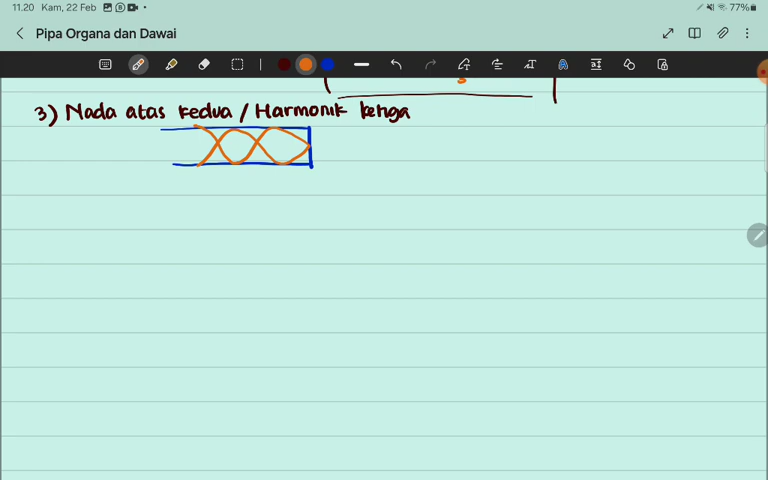 11.20 Kam, 22 Feb 77%
Pipa Organa dan Dawai
3) Nada atas kedua / Harmonik ketiga